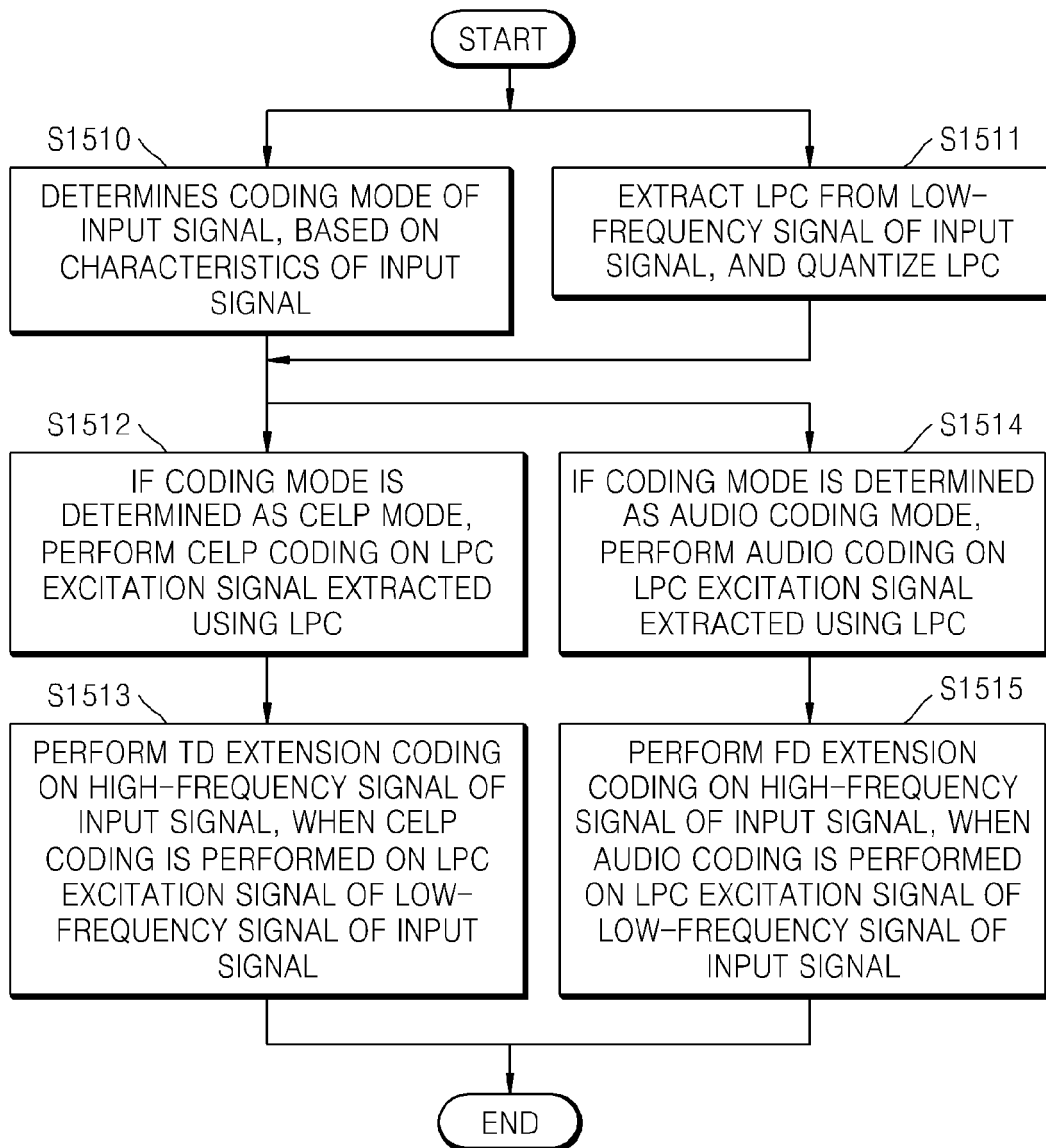 START
S1510
DETERMINES CODING MODE OF
INPUT SIGNAL, BASED ON
CHARACTERISTICS OF INPUT
SIGNAL
S1511
EXTRACT LPC FROM LOW-
FREQUENCY SIGNAL OF INPUT
SIGNAL, AND QUANTIZE LPC
S1512
IF CODING MODE IS
DETERMINED AS CELP MODE,
PERFORM CELP CODING ON LPC
EXCITATION SIGNAL EXTRACTED
USING LPC
S1514
IF CODING MODE IS DETERMINED
AS AUDIO CODING MODE,
PERFORM AUDIO CODING ON
LPC EXCITATION SIGNAL
EXTRACTED USING LPC
S1513
PERFORM TD EXTENSION CODING
ON HIGH-FREQUENCY SIGNAL OF
INPUT SIGNAL, WHEN CELP
CODING IS PERFORMED ON LPC
EXCITATION SIGNAL OF LOW-
FREQUENCY SIGNAL OF INPUT
SIGNAL
S1515
PERFORM FD EXTENSION
CODING ON HIGH-FREQUENCY
SIGNAL OF INPUT SIGNAL, WHEN
AUDIO CODING IS PERFORMED
ON LPC EXCITATION SIGNAL OF
LOW-FREQUENCY SIGNAL OF
INPUT SIGNAL
END